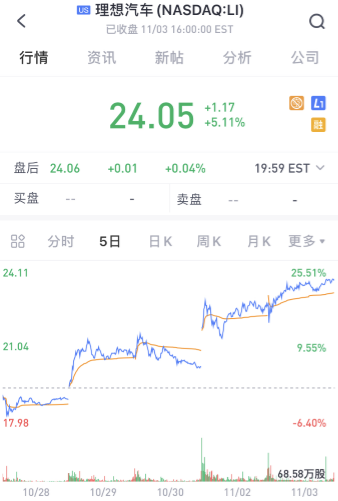 US 理想汽车 (NASDAQ:LI)
已收盘 11/03 16:00:00 EST
行情 资讯 新帖 分析 公司
24.05 +1.17 +5.11%
L1
融
盘后 24.06 +0.01 +0.04% 19:59 EST
买盘 -- - 卖盘 -- -
分时 5日 日K 周K 月K 更多
24.11 25.51%
21.04 9.55%
17.98 -6.40%
68.58万股
10/28 10/29 10/30 11/02 11/03